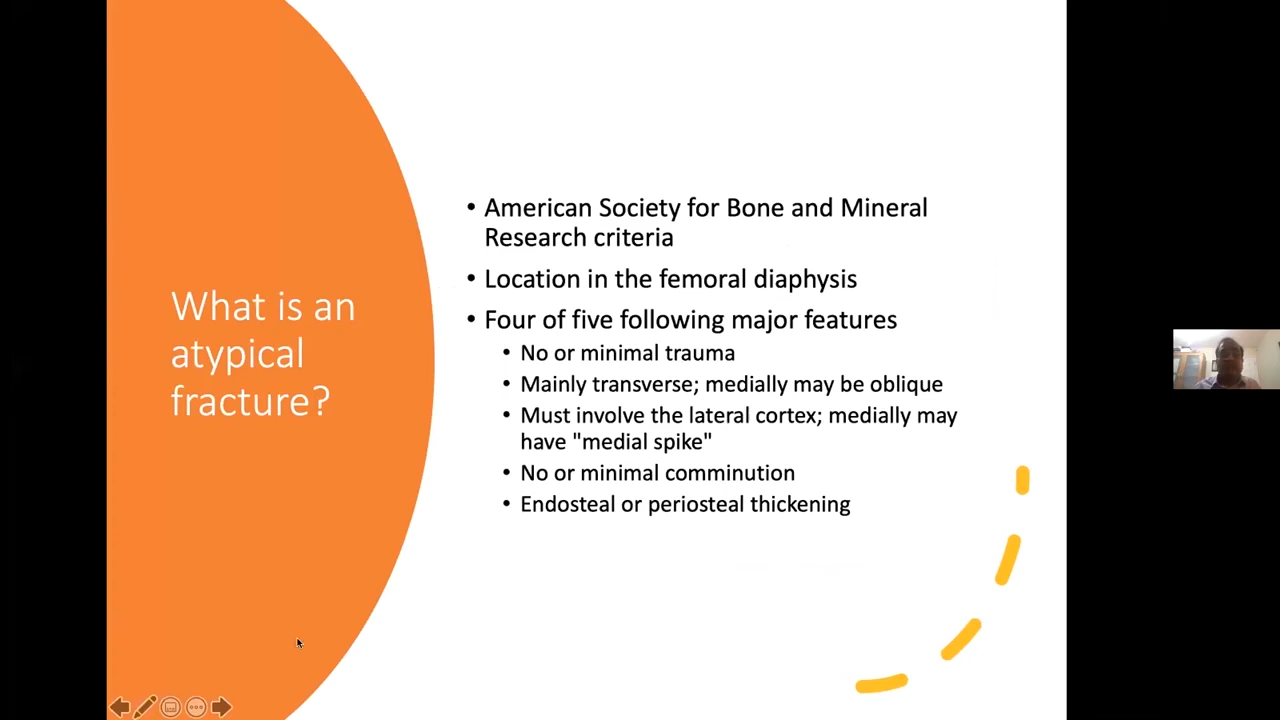 What is an
atypical
fracture?
• American Society for Bone and Mineral
Research criteria
• Location in the femoral diaphysis
• Four of five following major features
• No or minimal trauma
• Mainly transverse; medially may be oblique
• Must involve the lateral cortex; medially may
have "medial spike"
• No or minimal comminution
• Endosteal or periosteal thickening